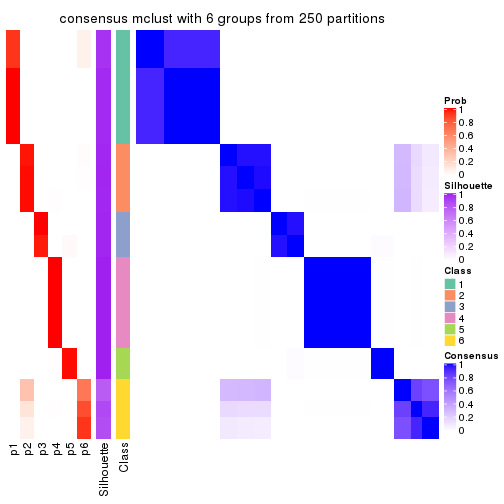 consensus mclust with 6 groups from 250 partitions
Prob
1
0.8
0.6
0.4
0.2
0
Silhouette
1
0.8
0.6
0.4
0.2
0
Class
1
2
3
4
5
6
Consensus
1
0.8
0.6
0.4
0.2
0
p1
p2
p3
p4
p5
p6
Silhouette
Class